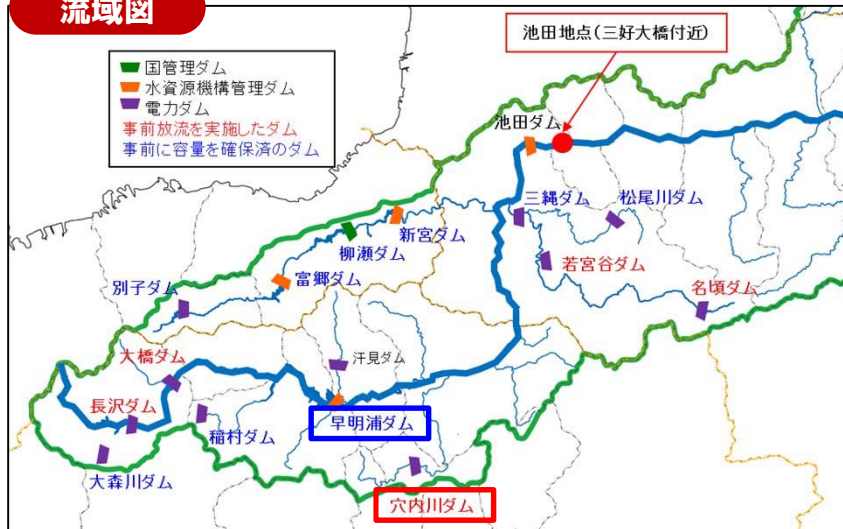 流域図
国管理ダム
水資源機構管理ダム
電力ダム
事前放流を実施したダム
事前に容量を確保済のダム
池田地点(三好大橋付近)
池田ダム
三縄ダム
松尾川ダム
新宮ダム
柳瀬ダム
若宮谷ダム
富郷ダム
別子ダム
名頃ダム
大橋ダム
汗見ダム
長沢ダム
早明浦ダム
稲村ダム
大森川ダム
穴内川ダム